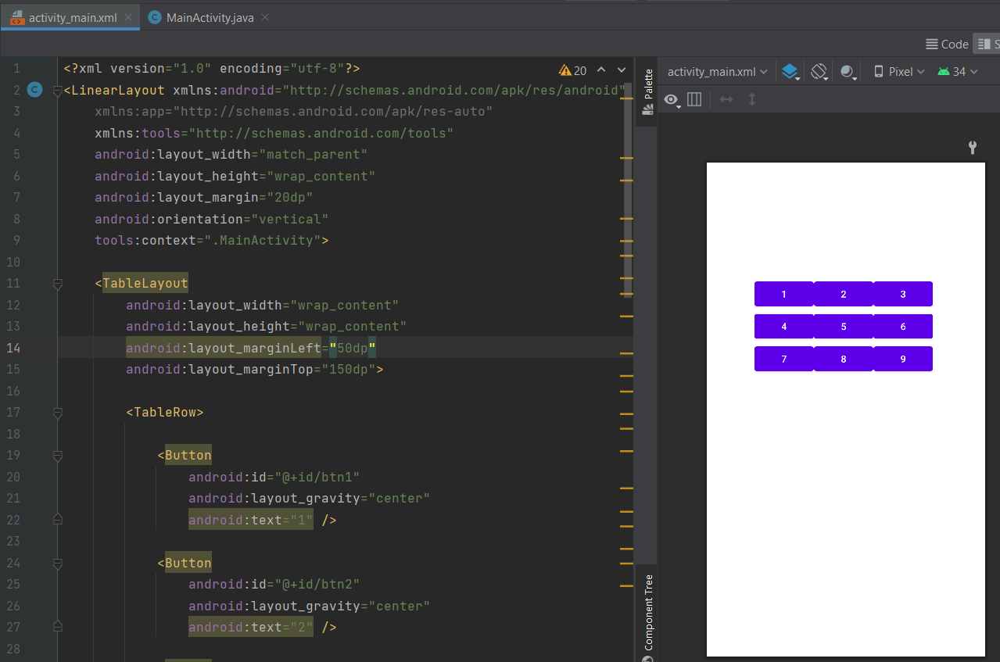 activity_main.xml MainActivity.java
Code S
1 <?xml version="1.0" encoding="utf-8"?> 20
2 <LinearLayout xmlns:android="http://schemas.android.com/apk/res/android"
3 xmlns:app="http://schemas.android.com/apk/res-auto"
4 xmlns:tools="http://schemas.android.com/tools"
5 android:layout_width="match_parent"
6 android:layout_height="wrap_content"
7 android:layout_margin="20dp"
8 android:orientation="vertical"
9 tools:context=".MainActivity">
10
11 <TableLayout
12 android:layout_width="wrap_content"
13 android:layout_height="wrap_content"
14 android:layout_marginLeft="50dp"
15 android:layout_marginTop="150dp">
16
17 <TableRow>
18
19 <Button
20 android:id="@+id/btn1"
21 android:layout_gravity="center"
22 android:text="1" />
23
24 <Button
25 android:id="@+id/btn2"
26 android:layout_gravity="center"
27 android:text="2" />
28
Palette
Component Tree
activity_main.xml Pixel 34
1 2 3
4 5 6
7 8 9